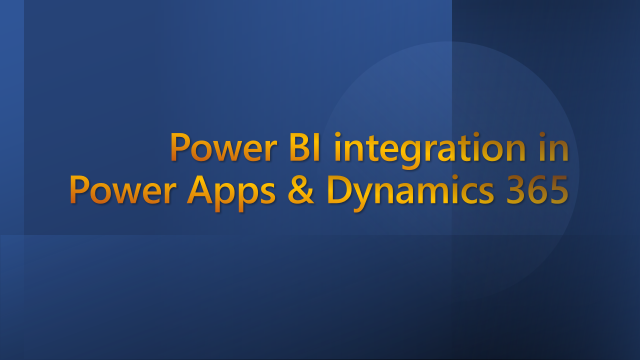 Power BI integration in
Power Apps & Dynamics 365